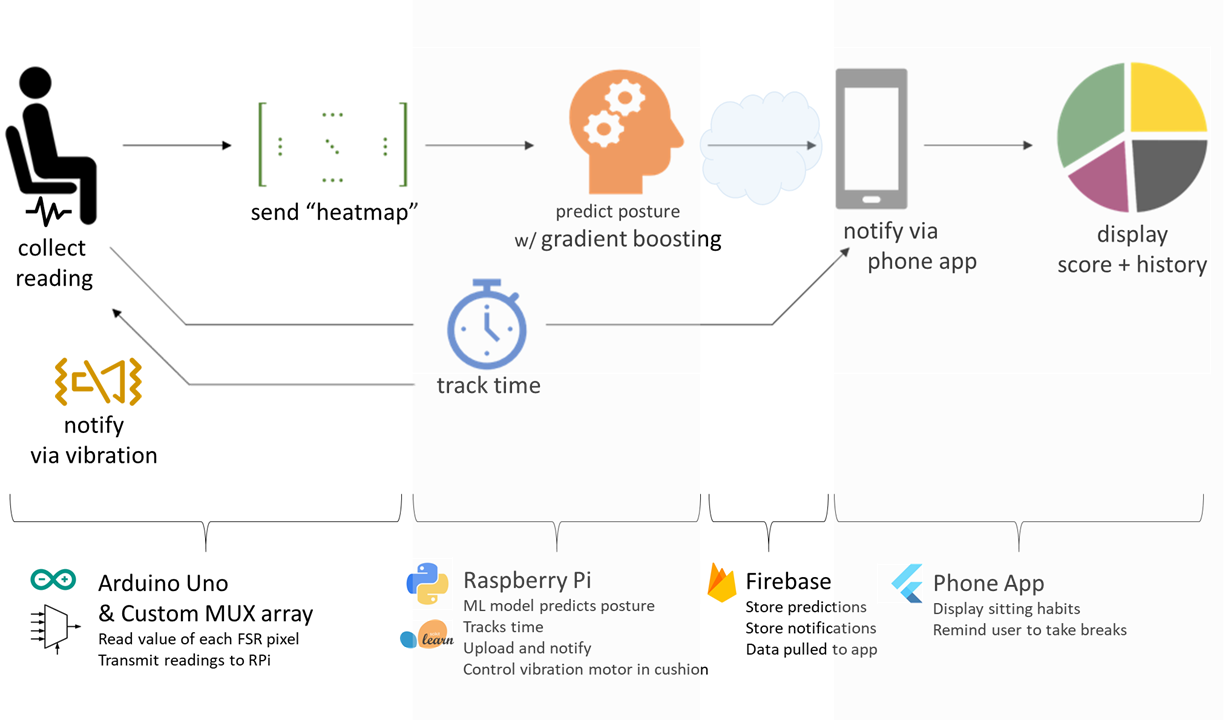 collect
reading
send “heatmap”
predict posture
w/ gradient boosting
notify via
phone app
display
score + history
track time
notify
via vibration
Arduino Uno
& Custom MUX array
Read value of each FSR pixel
Transmit readings to RPi
learn
Raspberry Pi
ML model predicts posture
Tracks time
Upload and notify
Control vibration motor in cushion
Firebase
Store predictions
Store notifications
Data pulled to app
Phone App
Display sitting habits
Remind user to take breaks